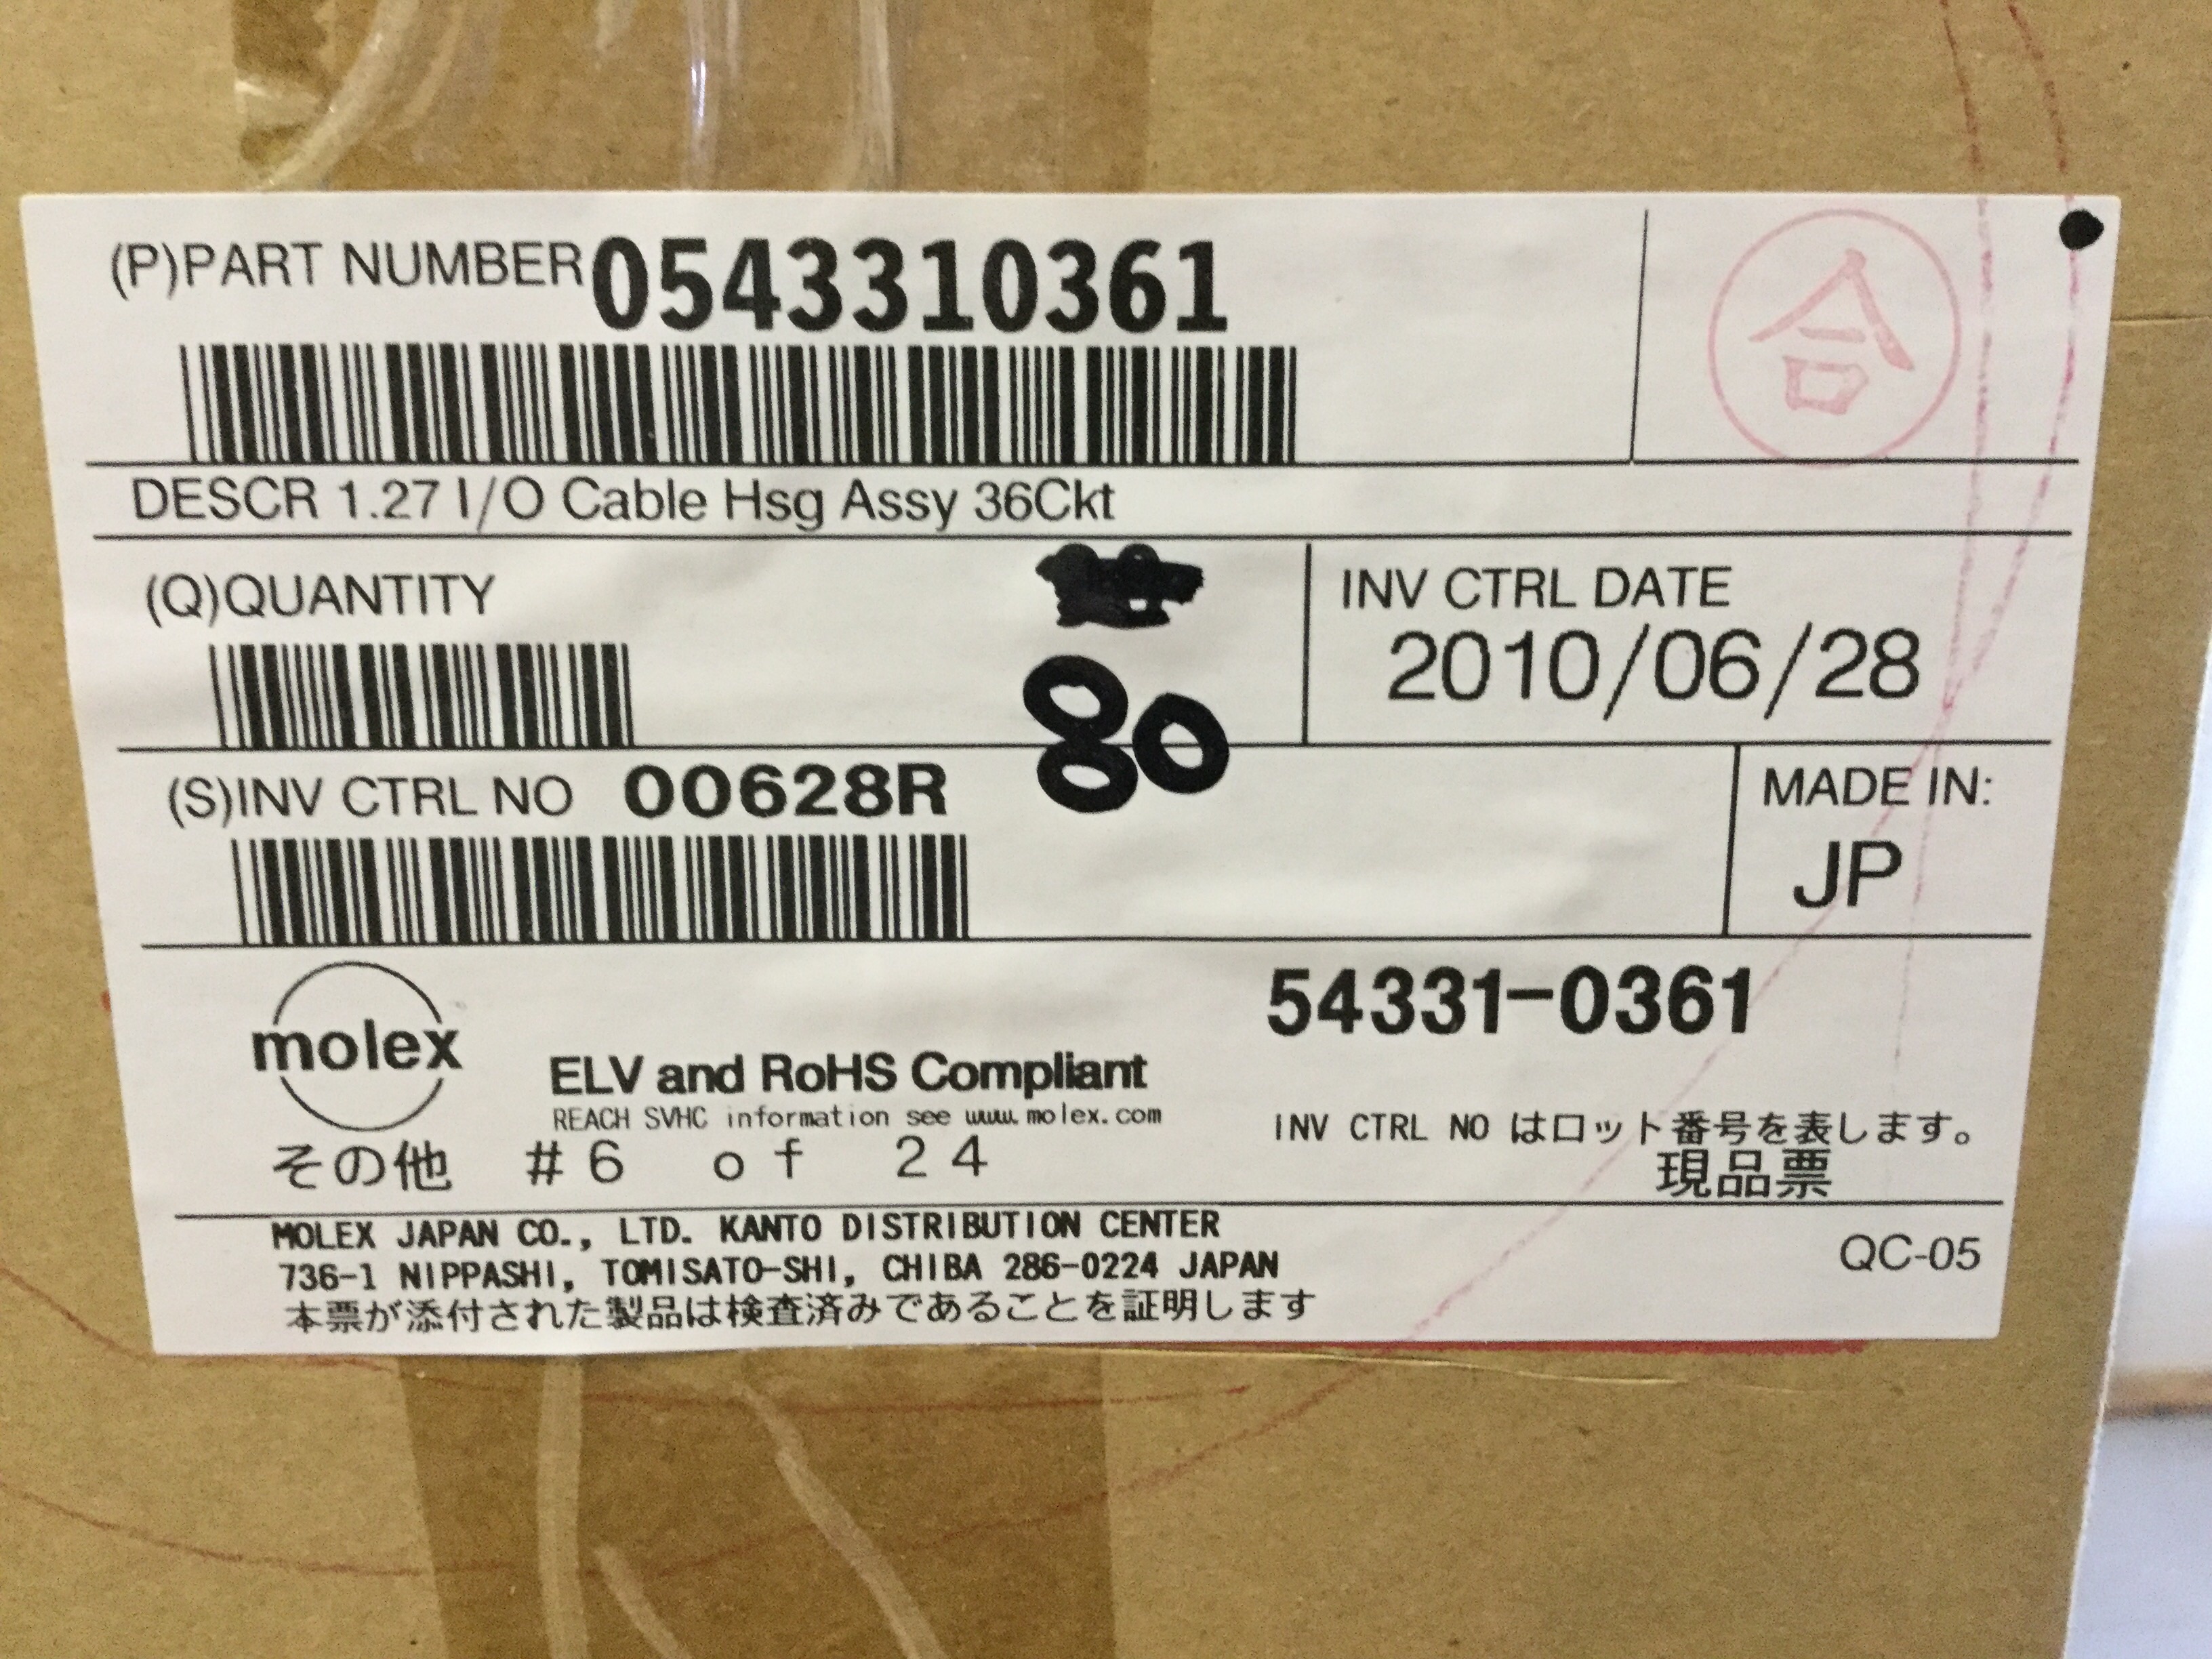 (P)PART NUMBER 0543310361
合
DESCR 1.27 I/O Cable Hsg Assy 36Ckt
(Q)QUANTITY
80
INV CTRL DATE
2010/06/28
(S)INV CTRL NO 00628R
MADE IN:
JP
molex
54331-0361
ELV and RoHS Compliant
REACH SVHC information see www.molex.com
INV CTRL NO はロット番号を表します。
その他 #6 of 24
現品票
MOLEX JAPAN CO., LTD. KANTO DISTRIBUTION CENTER
736-1 NIPPASHI, TOMISATO-SHI, CHIBA 286-0224 JAPAN
QC-05
本票が添付された製品は検査済みであることを証明します